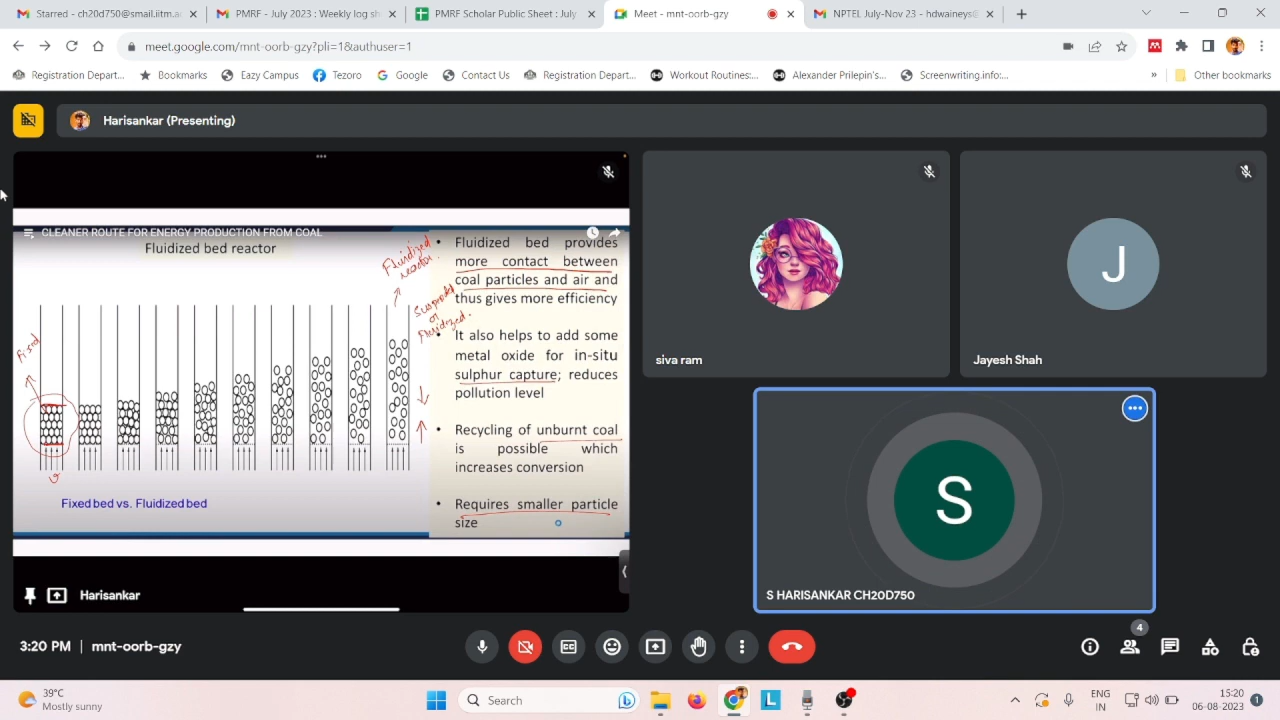 Starred - ch20d750@smail.iitm.a
PMRF - July 2023 : Weekly log sh
PMRF Scholar Public Sheet : July
Meet - mnt-oorb-gzy
NPTEL July-Nov 23 - hdwaineys@
meet.google.com/mnt-oorb-gzy?pli=1&authuser=1
Registration Depart...
Bookmarks
Eazy Campus
Tezoro
Google
Contact Us
Registration Depart...
Workout Routines:...
Alexander Prilepin's...
Screenwriting.info:...
»
Other bookmarks
Harisankar (Presenting)
CLEANER ROUTE FOR ENERGY PRODUCTION FROM COAL
Fluidized bed reactor
Fluidized
reactor.
Suspended
or
Fluidized.
Fixed
v
Fixed bed vs. Fluidized bed
• Fluidized bed provides
more contact between
coal particles and air and
thus gives more efficiency
• It also helps to add some
metal oxide for in-situ
sulphur capture; reduces
pollution level
• Recycling of unburnt coal
is possible which
increases conversion
• Requires smaller particle
size
Harisankar
siva ram
J
Jayesh Shah
S
S HARISANKAR CH20D750
3:20 PM | mnt-oorb-gzy
4
39°C
Mostly sunny
Search
L
ENG
IN
15:20
06-08-2023
1